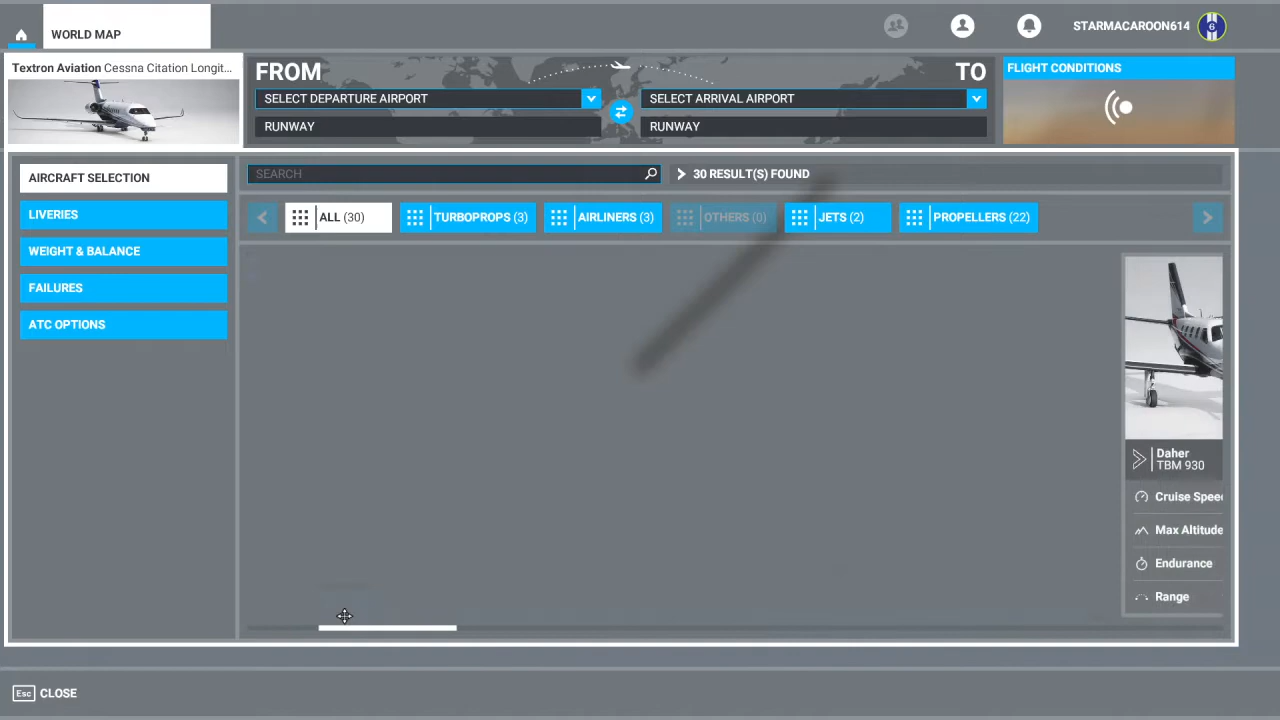 WORLD MAP
STARMACAROON614
6
Textron Aviation Cessna Citation Longit...
FROM
TO
SELECT DEPARTURE AIRPORT
SELECT ARRIVAL AIRPORT
RUNWAY
RUNWAY
FLIGHT CONDITIONS
AIRCRAFT SELECTION
LIVERIES
WEIGHT & BALANCE
FAILURES
ATC OPTIONS
SEARCH
30 RESULT(S) FOUND
ALL (30)
TURBOPROPS (3)
AIRLINERS (3)
OTHERS (0)
JETS (2)
PROPELLERS (22)
Daher
TBM 930
Cruise Speed
Max Altitude
Endurance
Range
Esc CLOSE